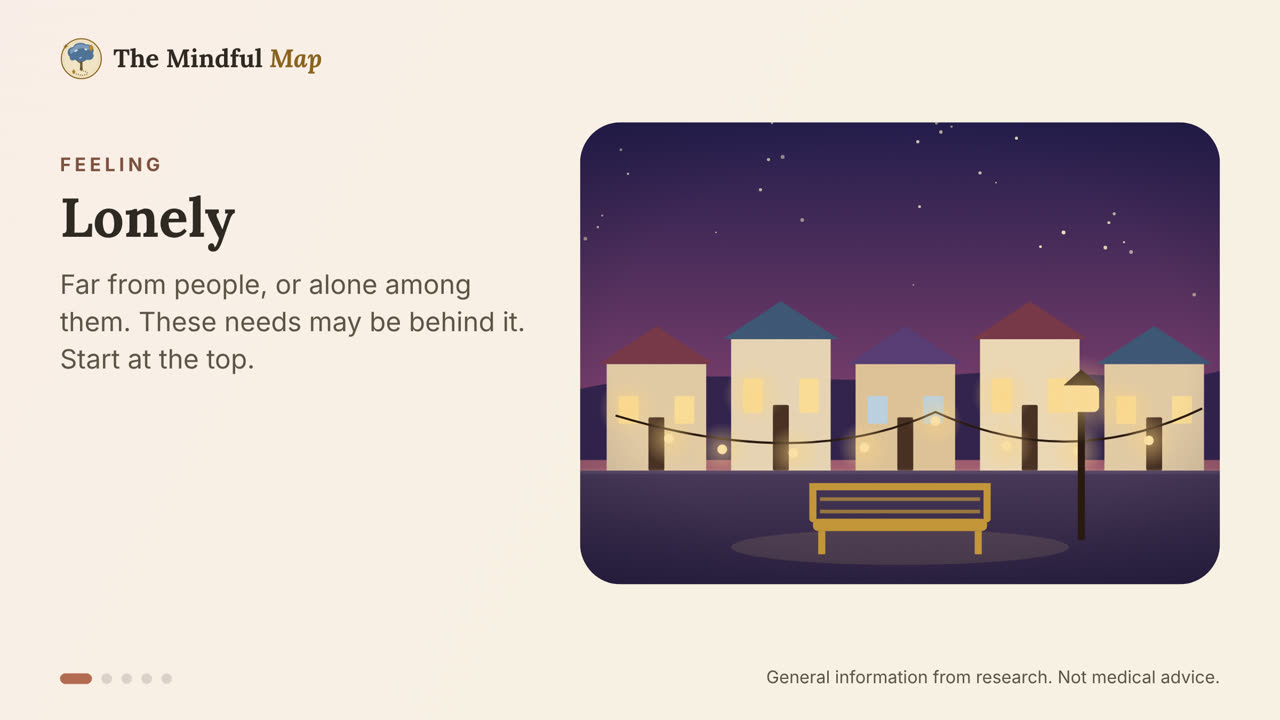 The Mindful Map
FEELING
Lonely
Far from people, or alone among
them. These needs may be behind it.
Start at the top.
General information from research. Not medical advice.